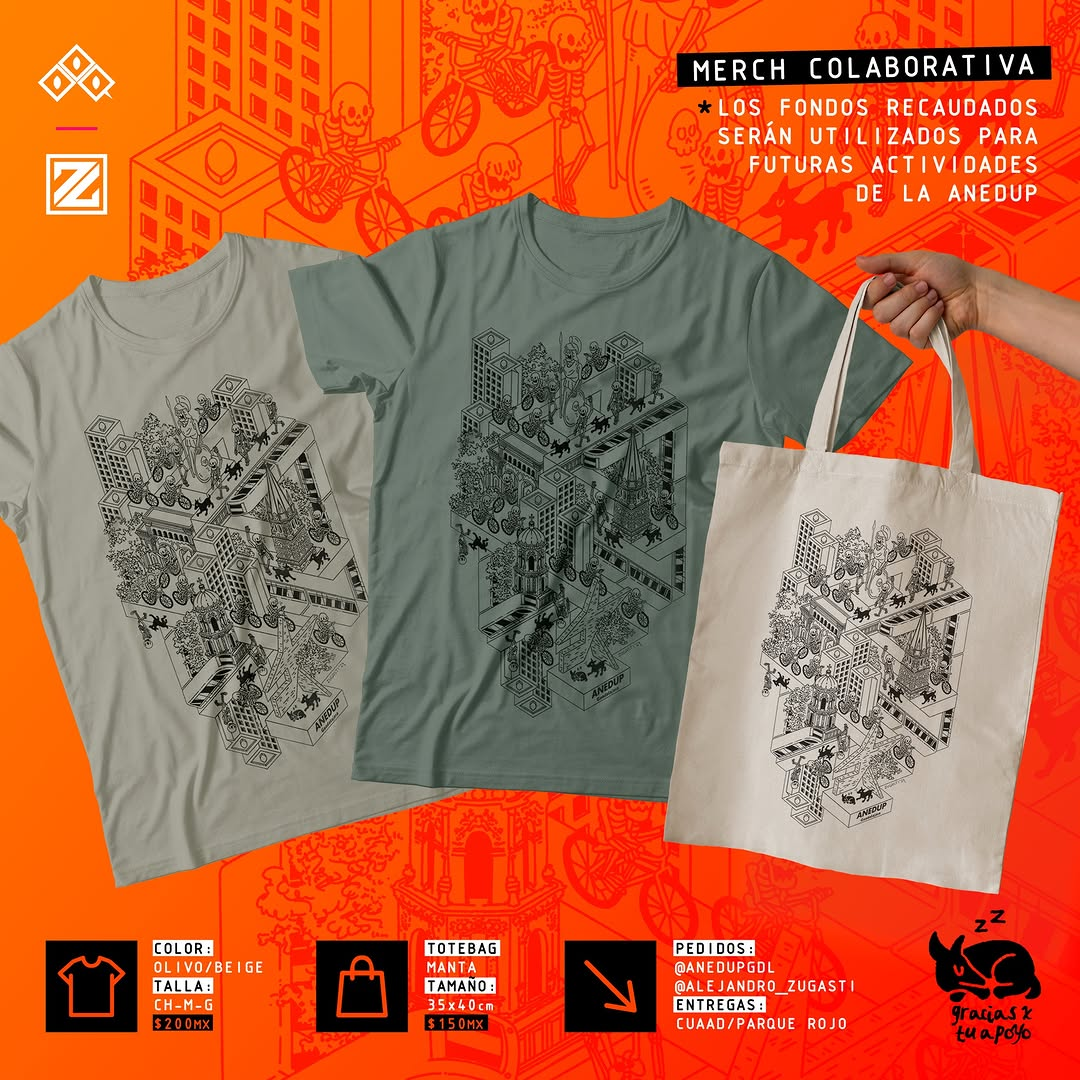 MERCH COLABORATIVA
*LOS FONDOS RECAUDADOS
SERÁN UTILIZADOS PARA
FUTURAS ACTIVIDADES
DE LA ANEDUP
Z
ANEDUP
ANEDUP
ANEDUP
COLOR:
OLIVO/BEIGE
TALLA:
CH-M-G
$200MX
TOTEBAG
MANTA
TAMAÑO:
35x40cm
$150MX
PEDIDOS:
@ANEDUPGDL
@ALEJANDRO_ZUGASTI
ENTREGAS:
CUAAD/PARQUE ROJO
z z
gracias x
tu apoyo